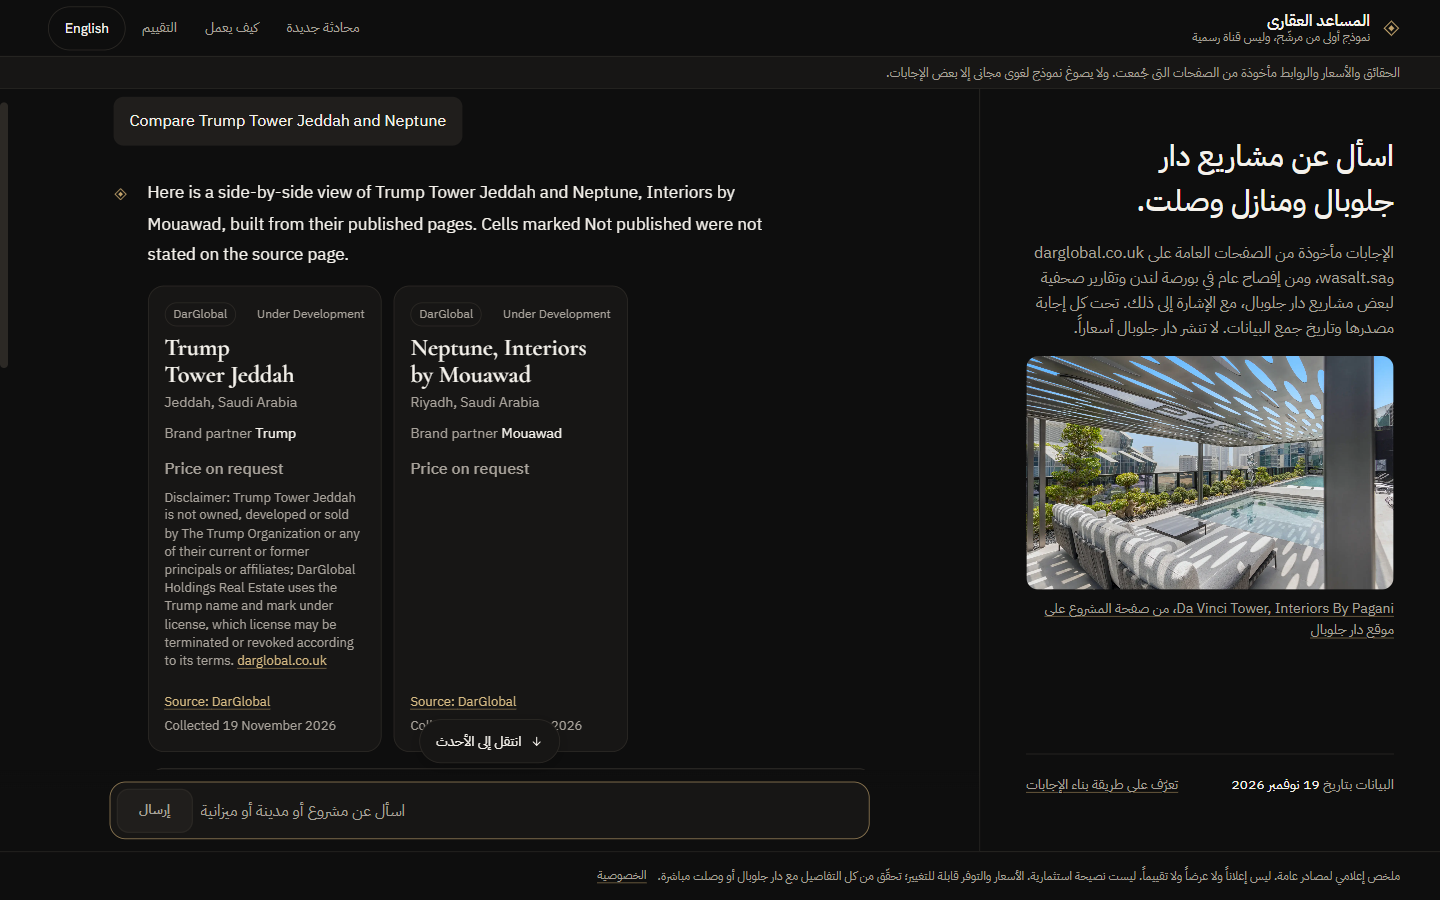 المساعد العقاري
نموذج أولي من مرشّح، وليس قناة رسمية
محادثة جديدة
كيف يعمل
التقييم
English
الحقائق والأسعار والروابط مأخوذة من الصفحات التي جُمعت. ولا يصوغ نموذج لغوي مجاني إلا بعض الإجابات.
اسأل عن مشاريع دار
جلوبال ومنازل وصلت.
الإجابات مأخوذة من الصفحات العامة على darglobal.co.uk
وwasalt.sa، ومن إفصاح عام في بورصة لندن وتقارير صحفية
لبعض مشاريع دار جلوبال، مع الإشارة إلى ذلك. تحت كل إجابة
مصدرها وتاريخ جمع البيانات. لا تنشر دار جلوبال أسعاراً.
Da Vinci Tower, Interiors By Pagani، من صفحة المشروع على
موقع دار جلوبال
البيانات بتاريخ 19 نوفمبر 2026
تعرّف على طريقة بناء الإجابات
Compare Trump Tower Jeddah and Neptune
Here is a side-by-side view of Trump Tower Jeddah and Neptune, Interiors by
Mouawad, built from their published pages. Cells marked Not published were not
stated on the source page.
DarGlobal
Under Development
Trump
Tower Jeddah
Jeddah, Saudi Arabia
Brand partner Trump
Price on request
Disclaimer: Trump Tower Jeddah
is not owned, developed or sold
by The Trump Organization or any
of their current or former
principals or affiliates; DarGlobal
Holdings Real Estate uses the
Trump name and mark under
license, which license may be
terminated or revoked according
to its terms. darglobal.co.uk
Source: DarGlobal
Collected 19 November 2026
DarGlobal
Under Development
Neptune, Interiors
by Mouawad
Riyadh, Saudi Arabia
Brand partner Mouawad
Price on request
Source: DarGlobal
2026
انتقل إلى الأحدث ↓
اسأل عن مشروع أو مدينة أو ميزانية
إرسال
ملخص إعلامي لمصادر عامة. ليس إعلاناً ولا عرضاً ولا تقييماً. ليست نصيحة استثمارية. الأسعار والتوفر قابلة للتغيير؛ تحقّق من كل التفاصيل مع دار جلوبال أو وصلت مباشرة.
الخصوصية